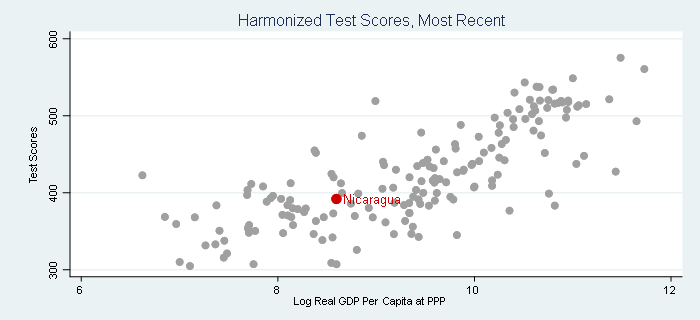 Harmonized Test Scores, Most Recent
600
500
400
300
Test Scores
Nicaragua
6
8
10
12
Log Real GDP Per Capita at PPP